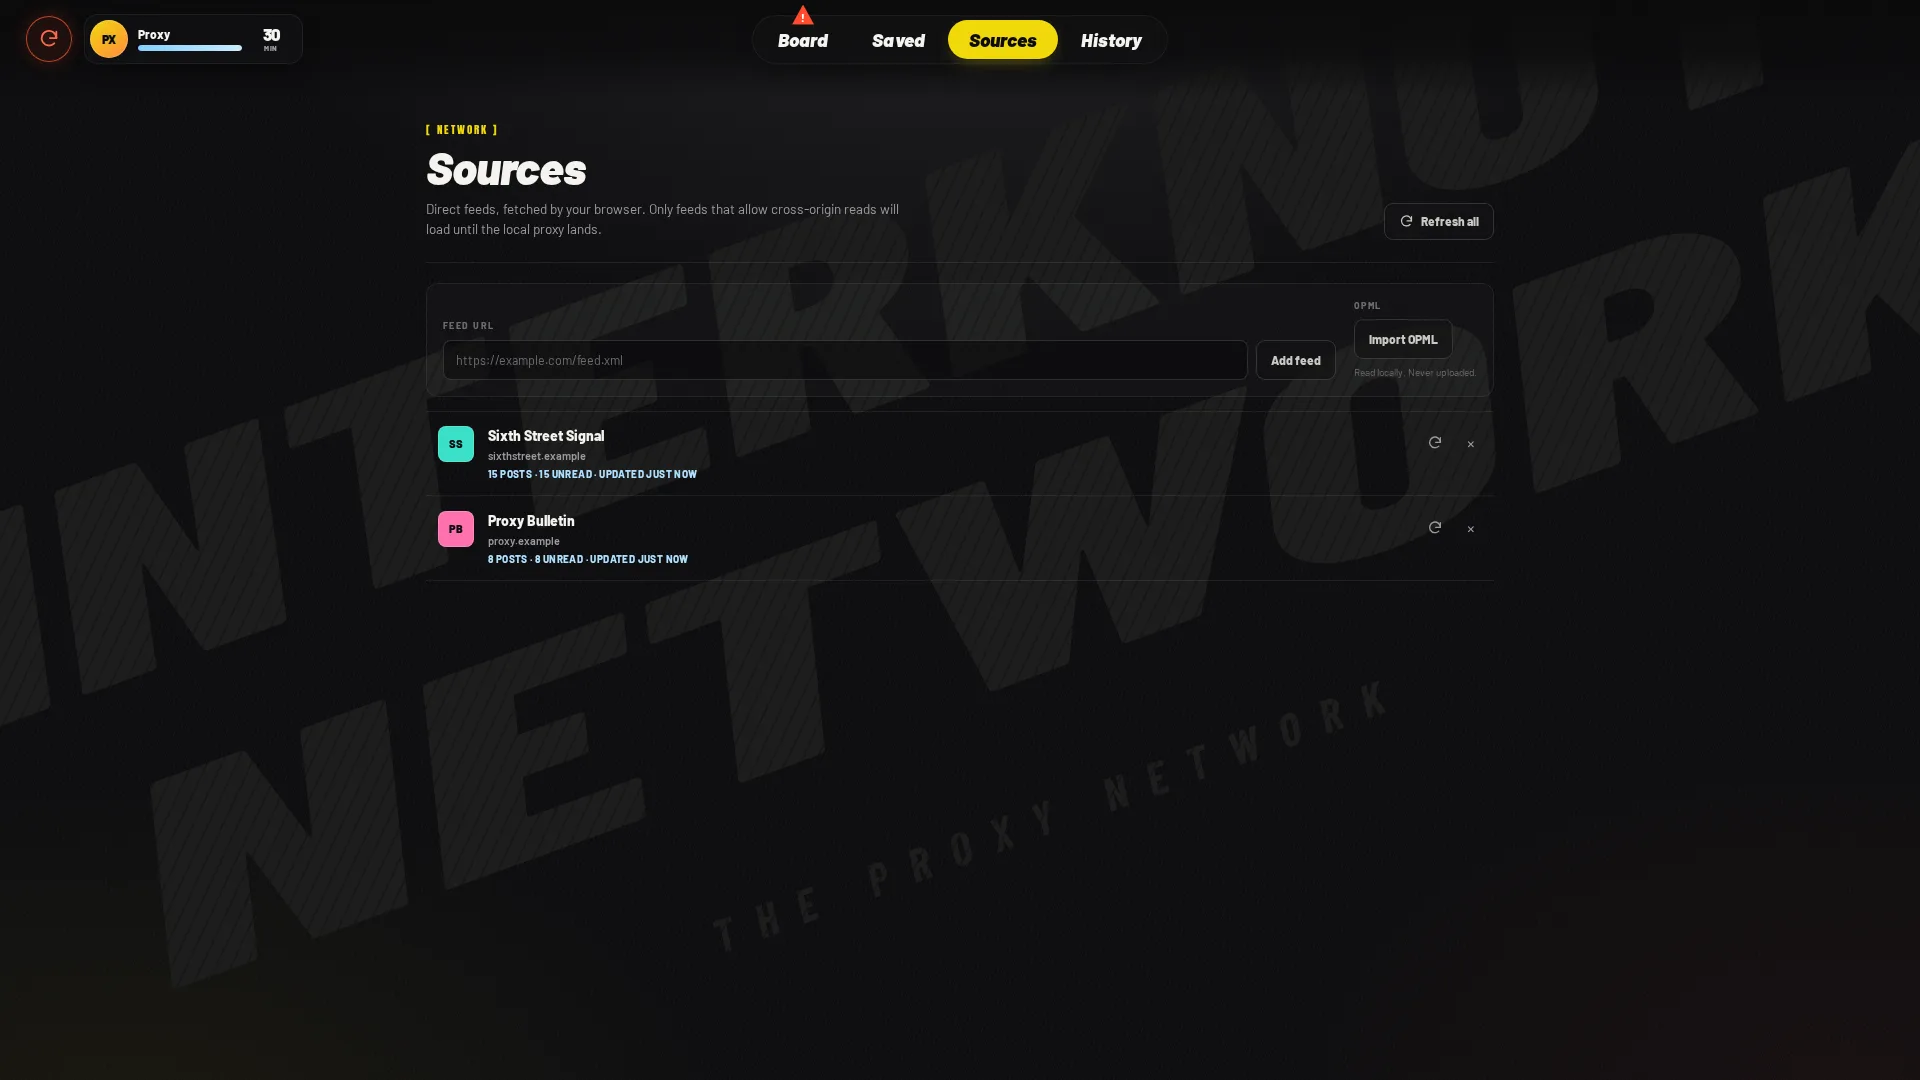 PX
Proxy
30
MIN
!
Board
Saved
Sources
History
[ NETWORK ]
Sources
Direct feeds, fetched by your browser. Only feeds that allow cross-origin reads will
load until the local proxy lands.
Refresh all
FEED URL
https://example.com/feed.xml
Add feed
OPML
Import OPML
Read locally. Never uploaded.
SS
Sixth Street Signal
sixthstreet.example
15 POSTS · 15 UNREAD · UPDATED JUST NOW
×
PB
Proxy Bulletin
proxy.example
8 POSTS · 8 UNREAD · UPDATED JUST NOW
×
INTERKNOT
NETWORK
THE PROXY NETWORK